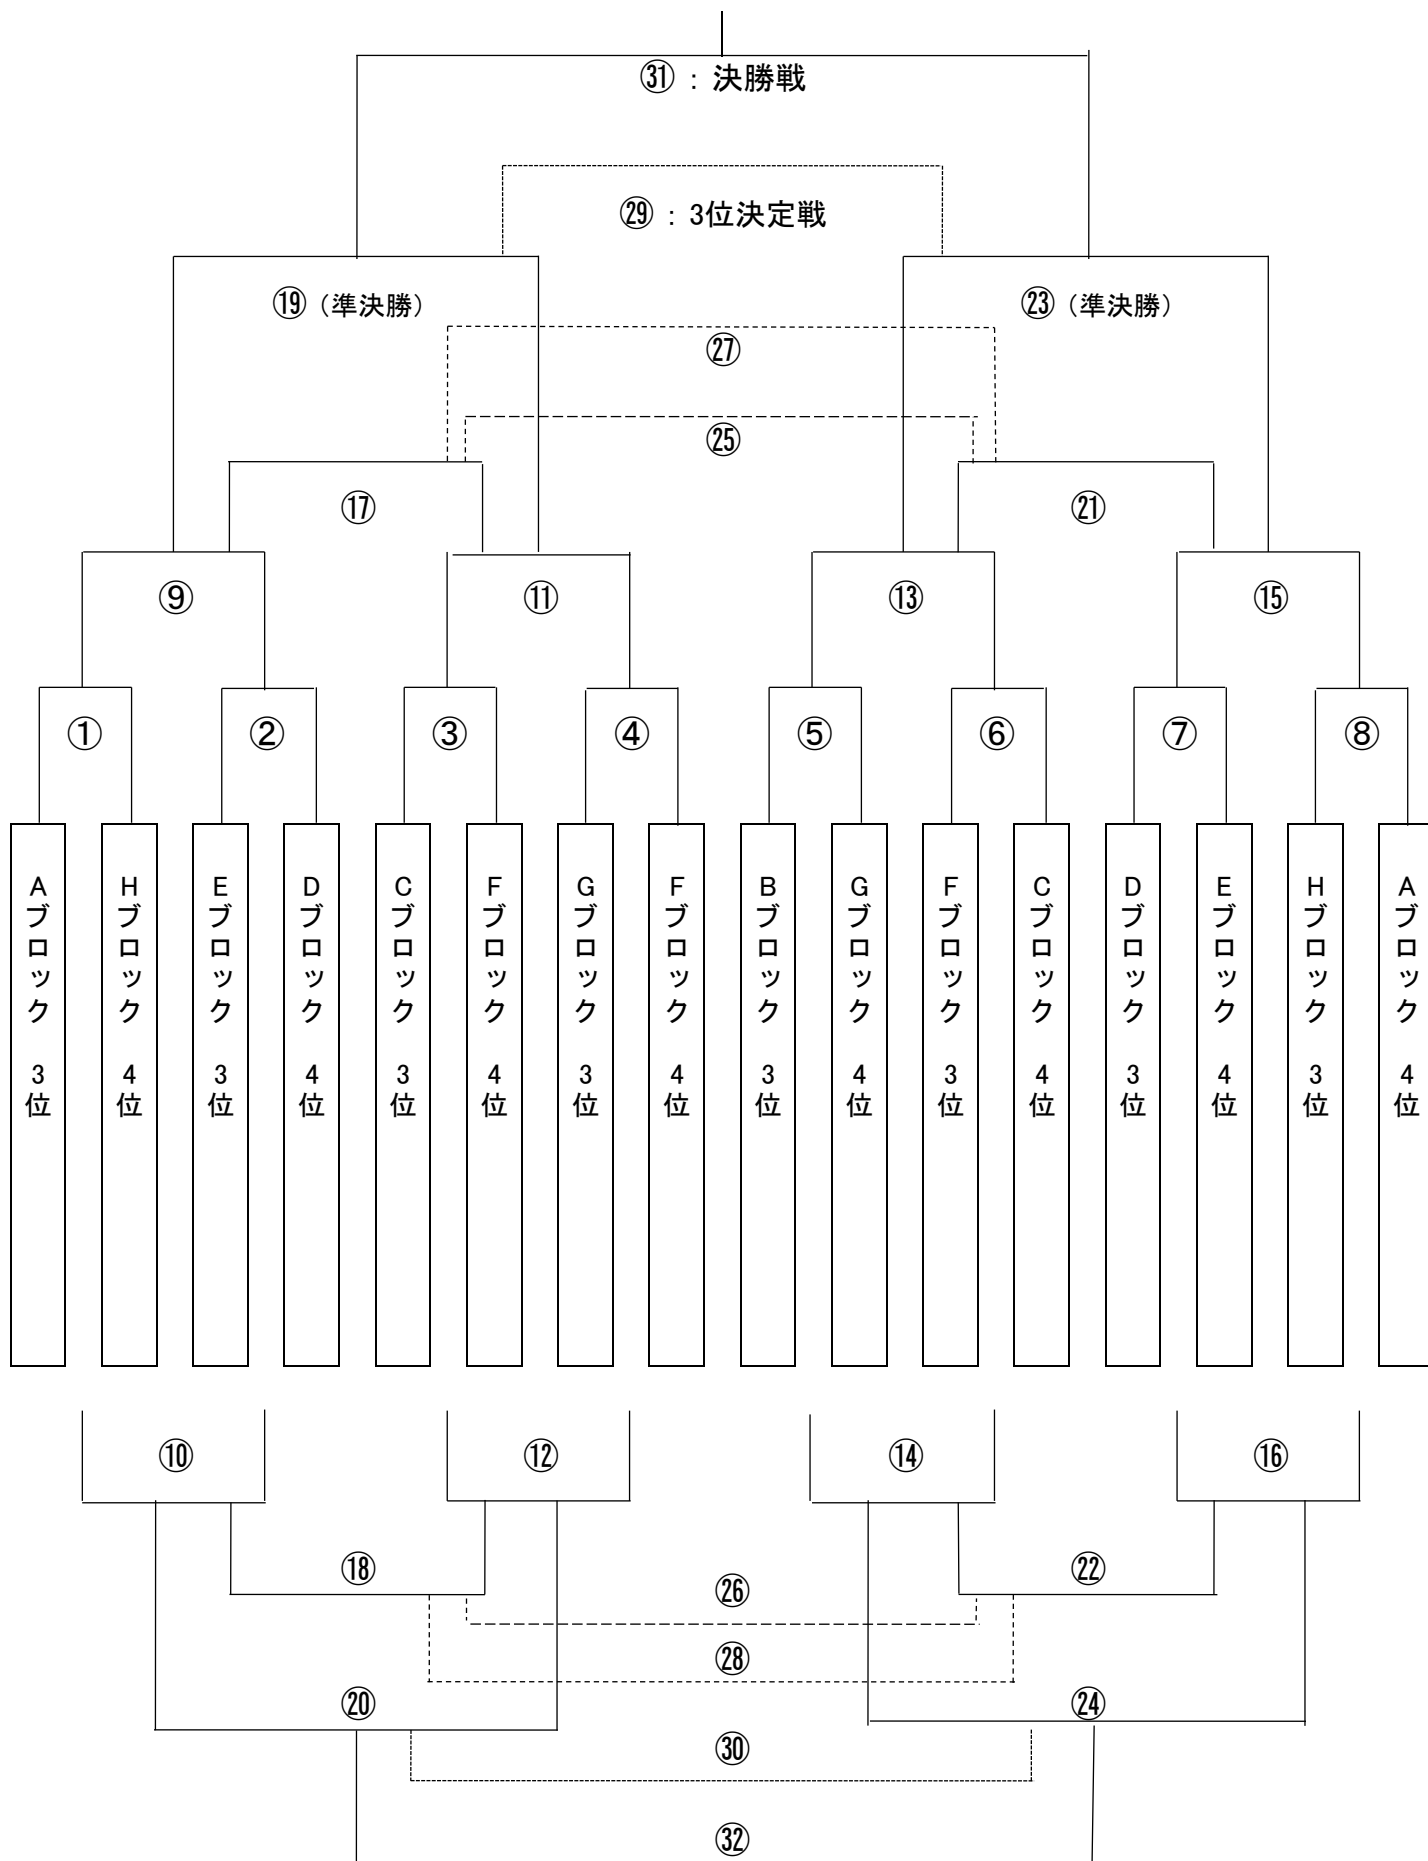 ㉛ : 決勝戦
㉙ : 3位決定戦
⑲ (準決勝)
㉓ (準決勝)
㉗
㉕
⑰
㉑
⑨
⑪
⑬
⑮
①
②
③
④
⑤
⑥
⑦
⑧
Aブロック 3位
Hブロック 4位
Eブロック 3位
Dブロック 4位
Cブロック 3位
Fブロック 4位
Gブロック 3位
Fブロック 4位
Bブロック 3位
Gブロック 4位
Fブロック 3位
Cブロック 4位
Dブロック 3位
Eブロック 4位
Hブロック 3位
Aブロック 4位
⑩
⑫
⑭
⑯
⑱
㉒
㉖
㉘
⑳
㉔
㉚
㉜